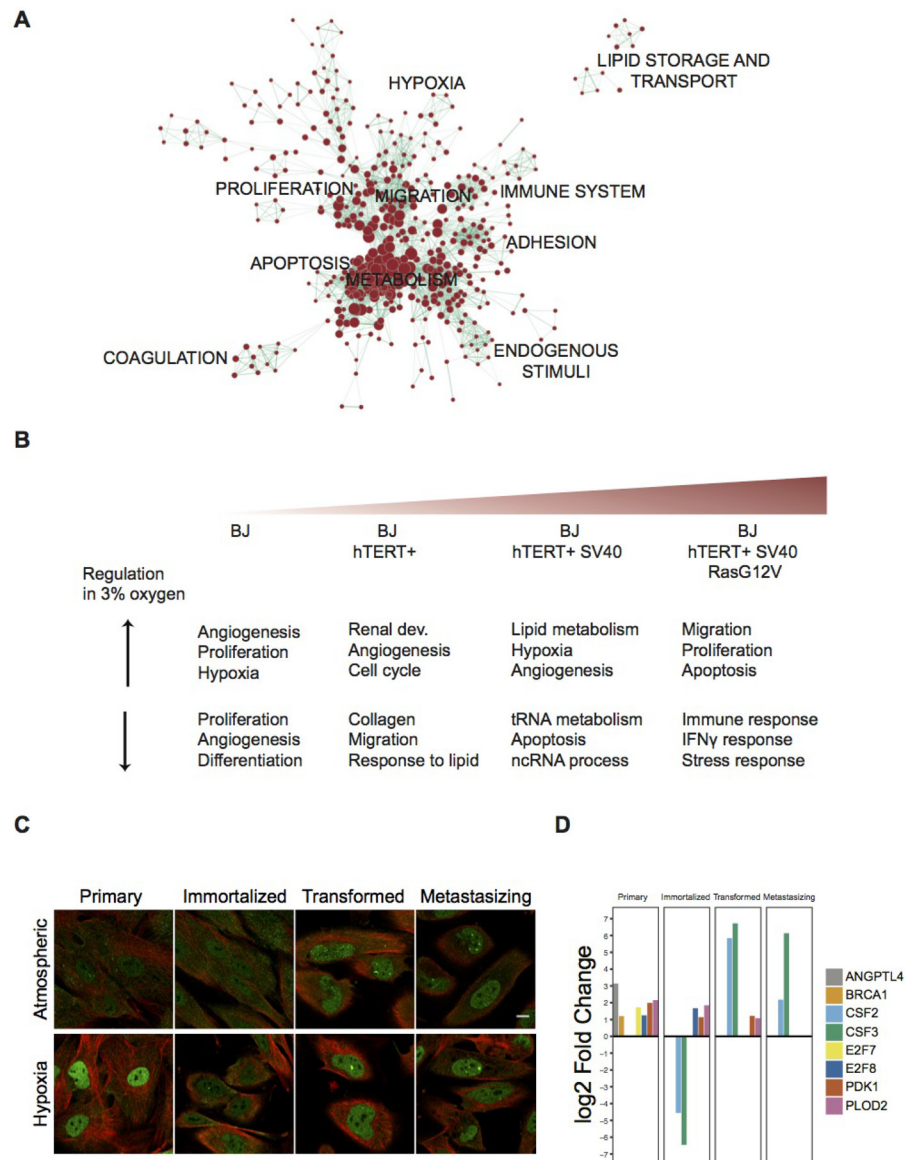 A
LIPID STORAGE AND
TRANSPORT
HYPOXIA
PROLIFERATION
MIGRATION
IMMUNE SYSTEM
ADHESION
APOPTOSIS
METABOLISM
COAGULATION
ENDOGENOUS
STIMULI
B
BJ
BJ
hTERT+
BJ
hTERT+ SV40
BJ
hTERT+ SV40
RasG12V
Regulation
in 3% oxygen
Angiogenesis
Proliferation
Hypoxia
Renal dev.
Angiogenesis
Cell cycle
Lipid metabolism
Hypoxia
Angiogenesis
Migration
Proliferation
Apoptosis
Proliferation
Angiogenesis
Differentiation
Collagen
Migration
Response to lipid
tRNA metabolism
Apoptosis
ncRNA process
Immune response
IFNγ response
Stress response
C
Primary
Immortalized
Transformed
Metastasizing
Atmospheric
Hypoxia
D
Primary
Immortalized
Transformed
Metastasizing
log2 Fold Change
7
6
5
4
3
2
1
0
−1
−2
−3
−4
−5
−6
−7
ANGPTL4
BRCA1
CSF2
CSF3
E2F7
E2F8
PDK1
PLOD2